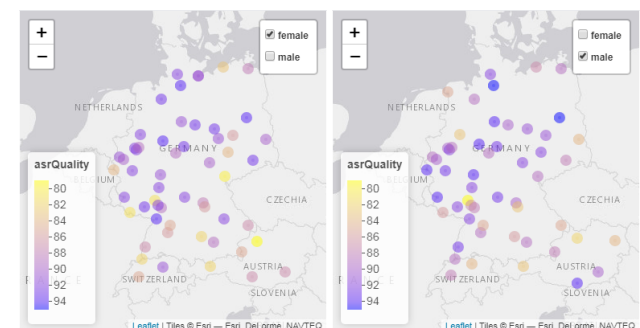 +
−
female
male
NETHERLANDS
GERMANY
BELGIUM
asrQuality
80
82
84
86
88
90
92
94
CZECHIA
AUSTRIA
SWITZERLAND
SLOVENIA
Leaflet | Tiles © Esri — Esri, DeLorme, NAVTEQ
+
−
female
male
NETHERLANDS
GERMANY
asrQuality
80
82
84
86
88
90
92
94
CZECHIA
AUSTRIA
SWITZERLAND
SLOVENIA
Leaflet | Tiles © Esri — Esri, DeLorme, NAVTEQ